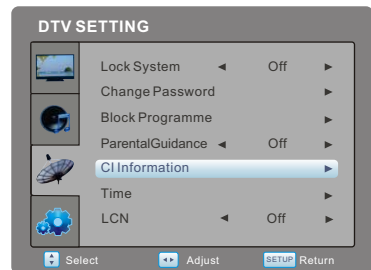 DTV SETTING
Lock System ◄ Off ►
Change Password ►
Block Programme ►
ParentalGuidance ◄ Off ►
CI Information ►
Time ►
LCN ◄ Off ►
Select Adjust SETUP Return